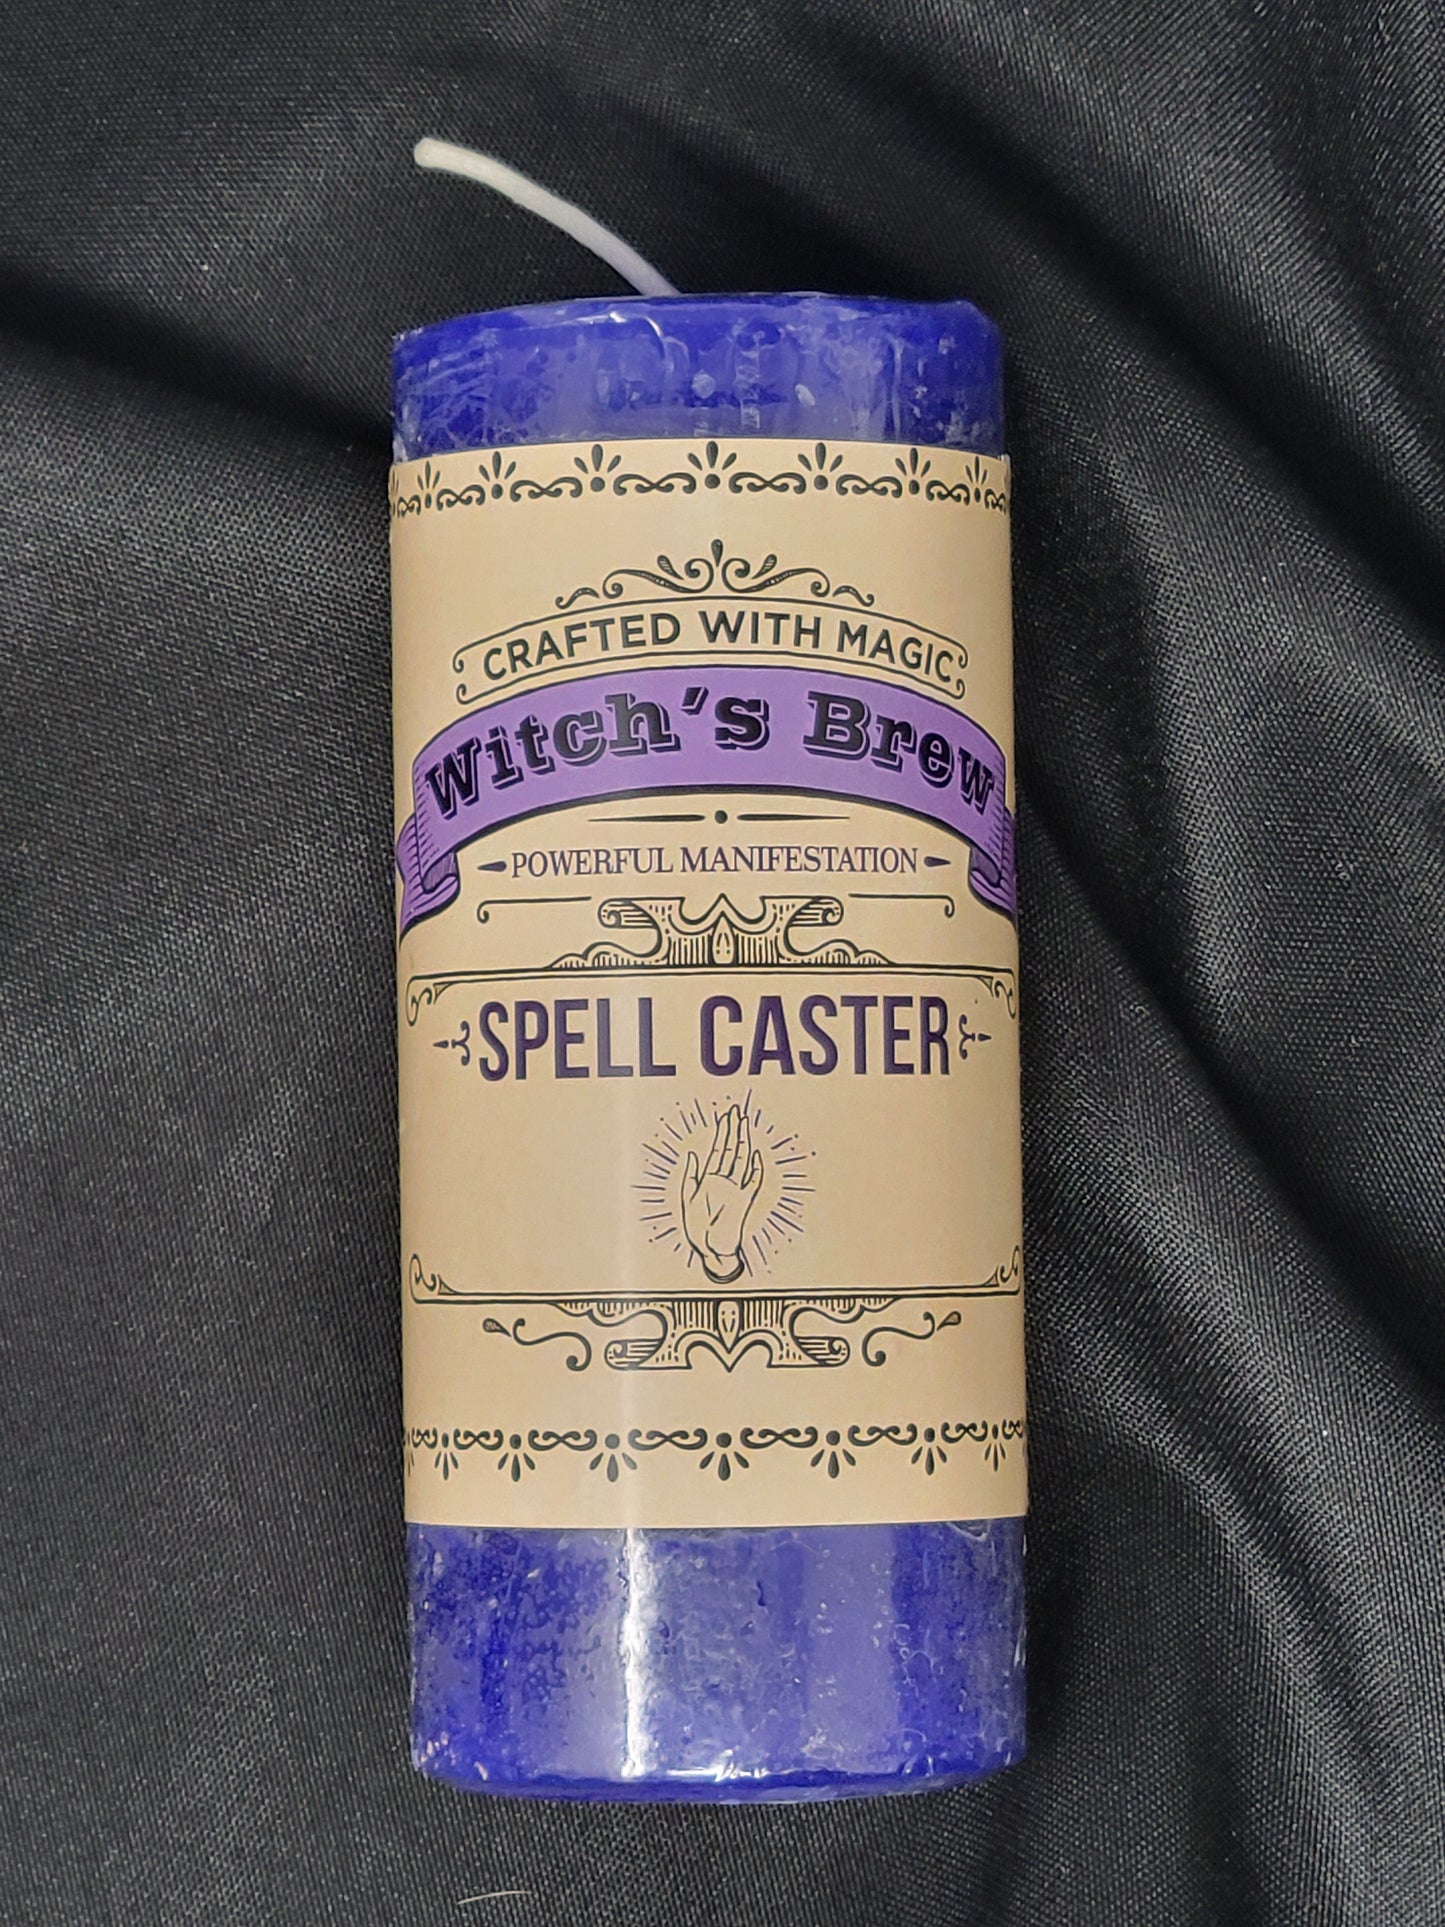 CRAFTED WITH MAGIC
Witch's Brew
POWERFUL MANIFESTATION
SPELL CASTER